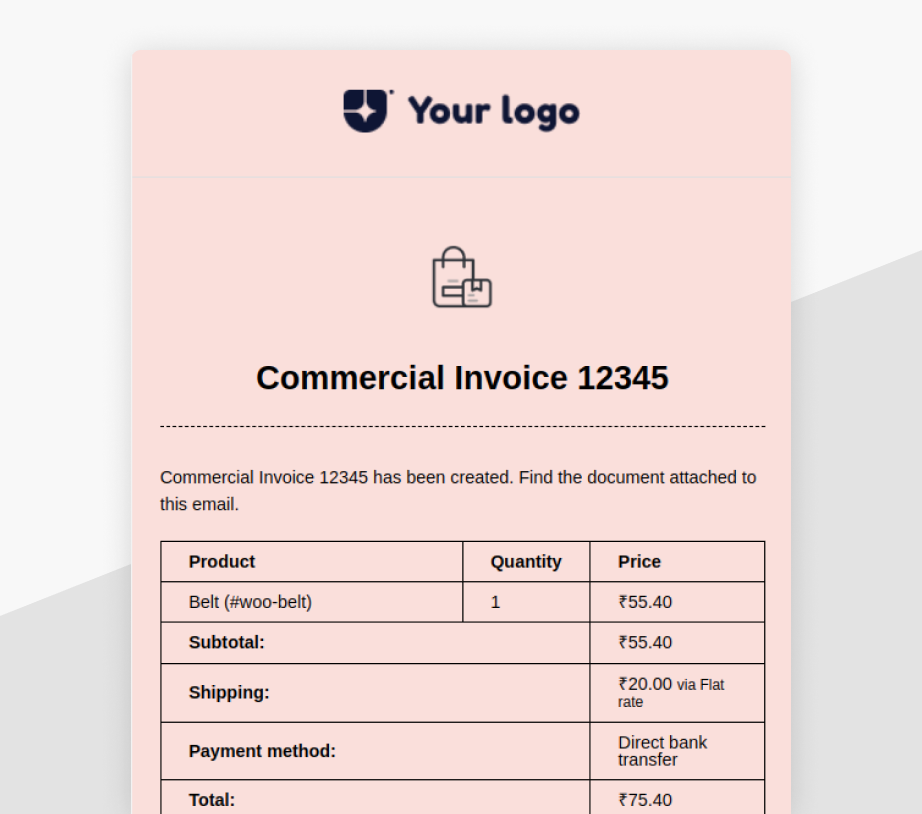 Your logo
Commercial Invoice 12345
Commercial Invoice 12345 has been created. Find the document attached to
this email.
Product Quantity Price
Belt (#woo-belt) 1 ₹55.40
Subtotal: ₹55.40
Shipping: ₹20.00 via Flat
rate
Payment method: Direct bank
transfer
Total: ₹75.40